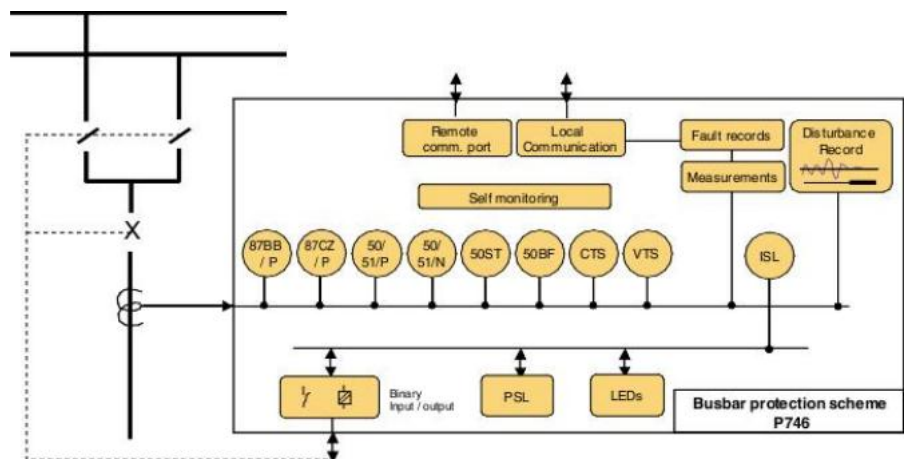 Remote
comm. port
Local
Communication
Fault records
Disturbance
Record
Measurements
Self monitoring
87BB
/ P
87CZ
/ P
50/
51/P
50/
51/N
50ST
50BF
CTS
VTS
ISL
X
Binary
Input / output
PSL
LEDs
Busbar protection scheme
P746